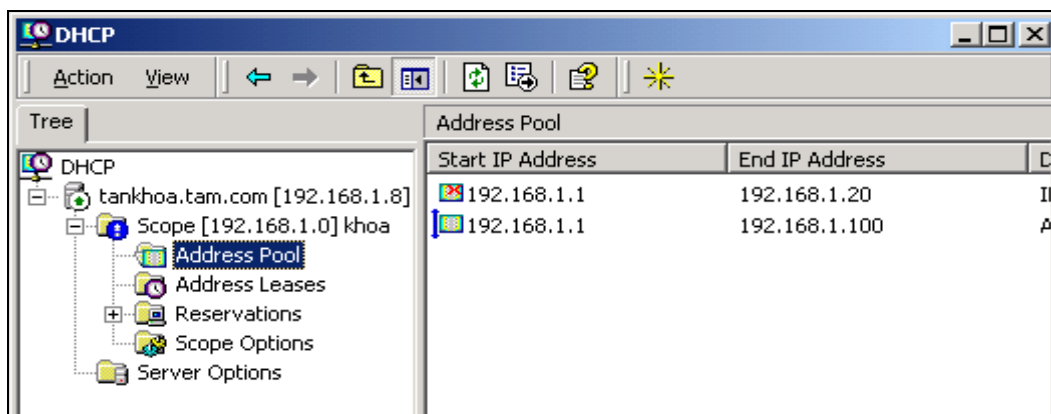 DHCP
Action View
Tree
Address Pool
DHCP
tankhoa.tam.com [192.168.1.8]
Scope [192.168.1.0] khoa
Address Pool
Address Leases
Reservations
Scope Options
Server Options
Start IP Address End IP Address
192.168.1.1 192.168.1.20
192.168.1.1 192.168.1.100